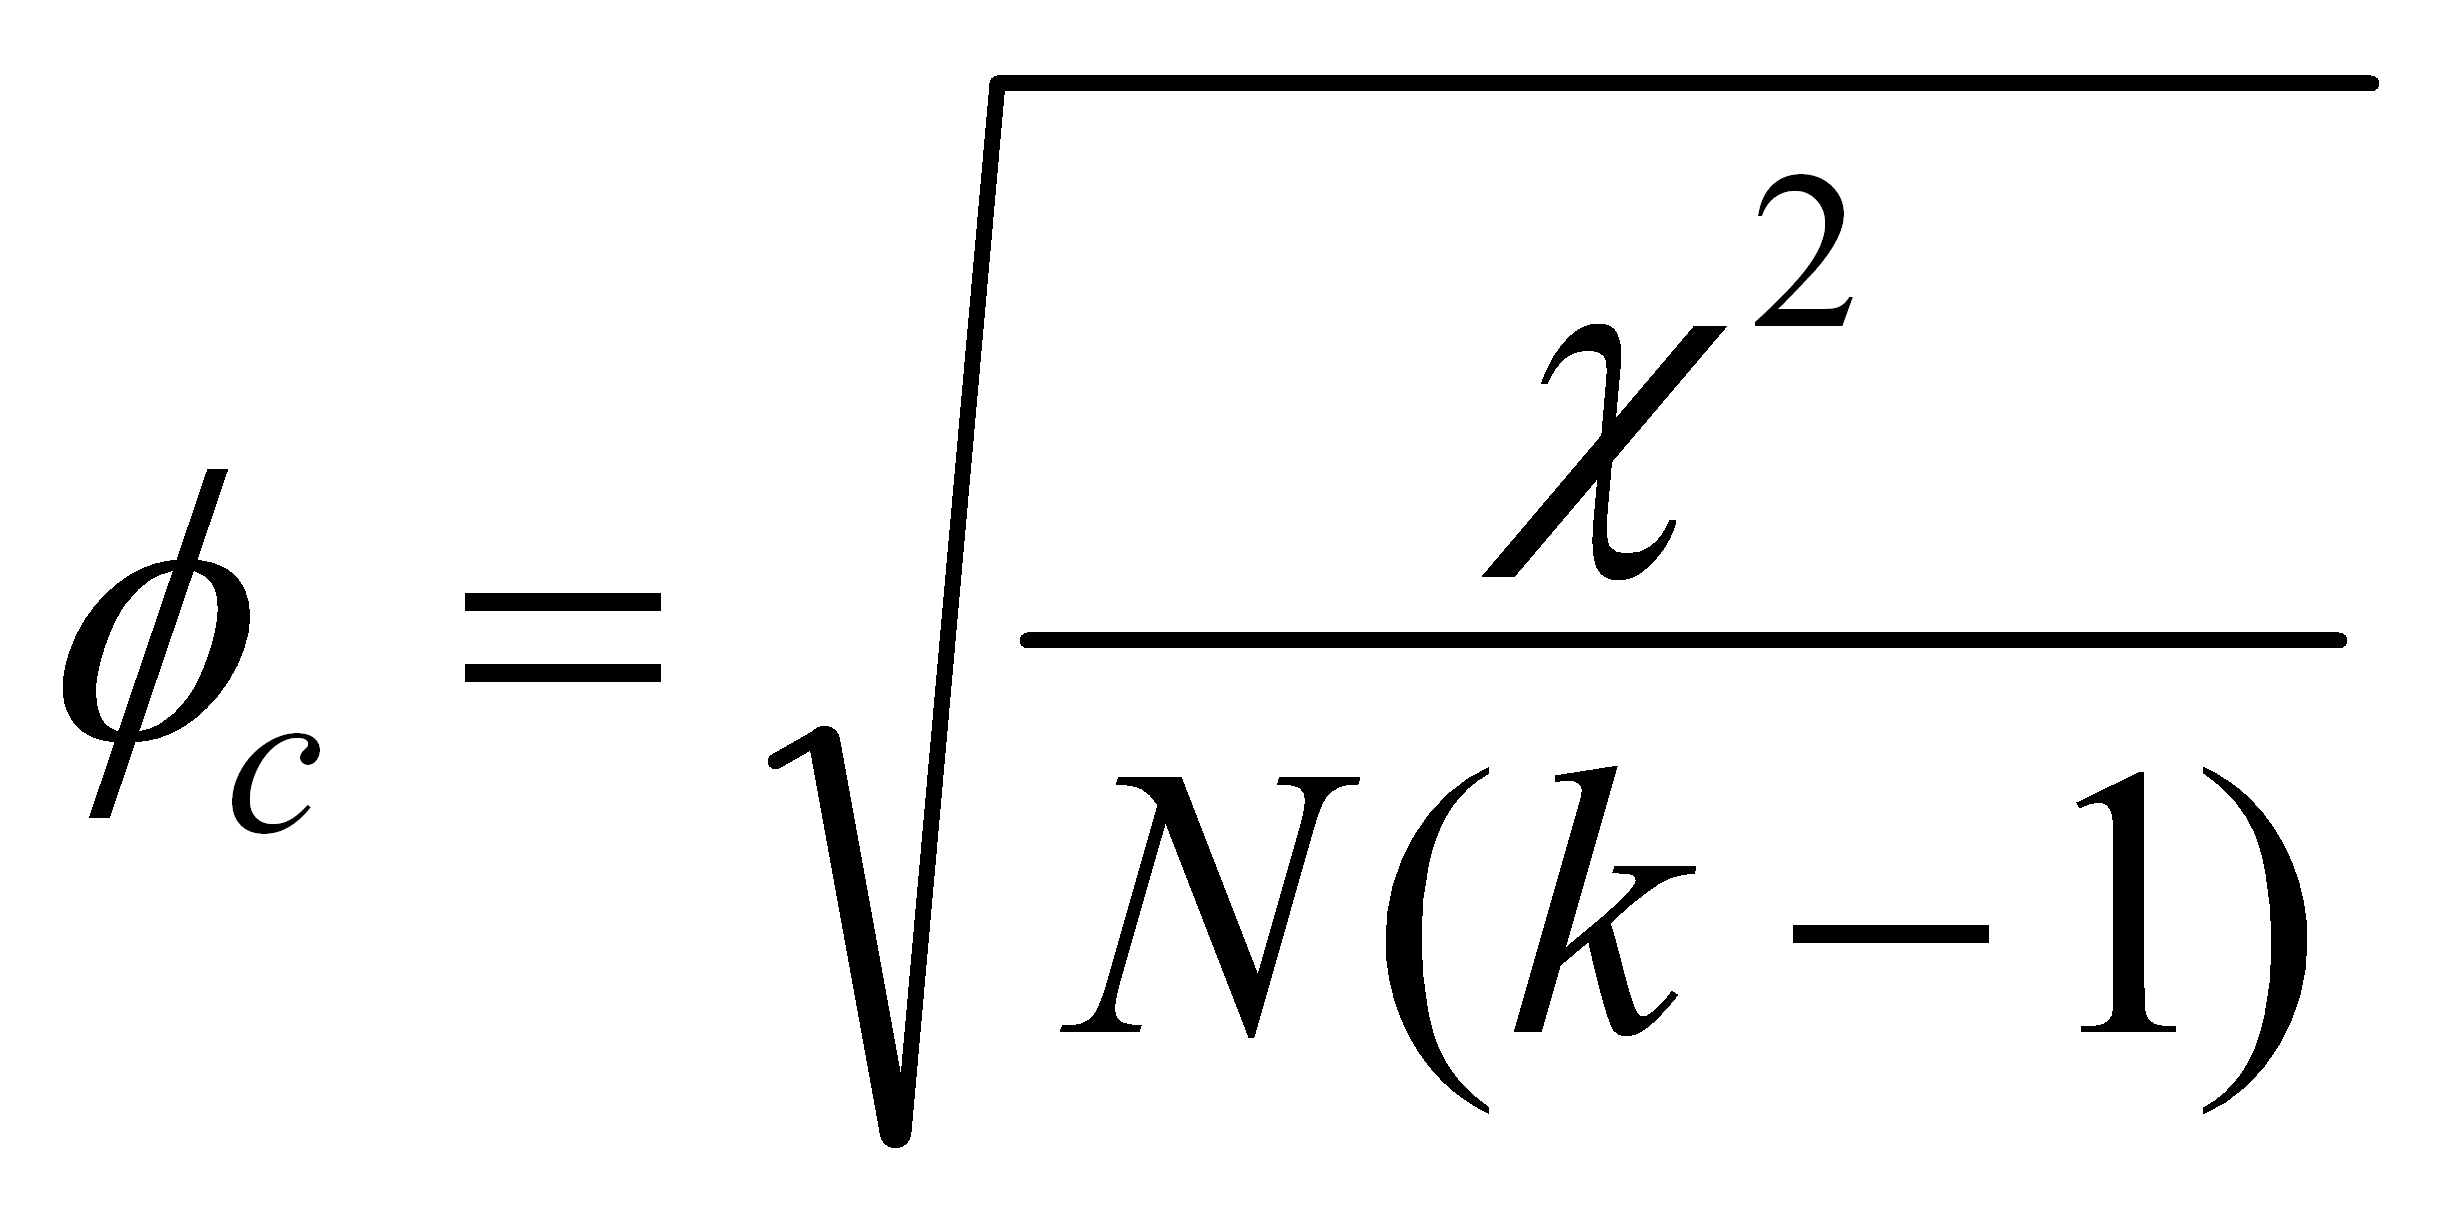 ϕ_c = √(χ² / N(k − 1))